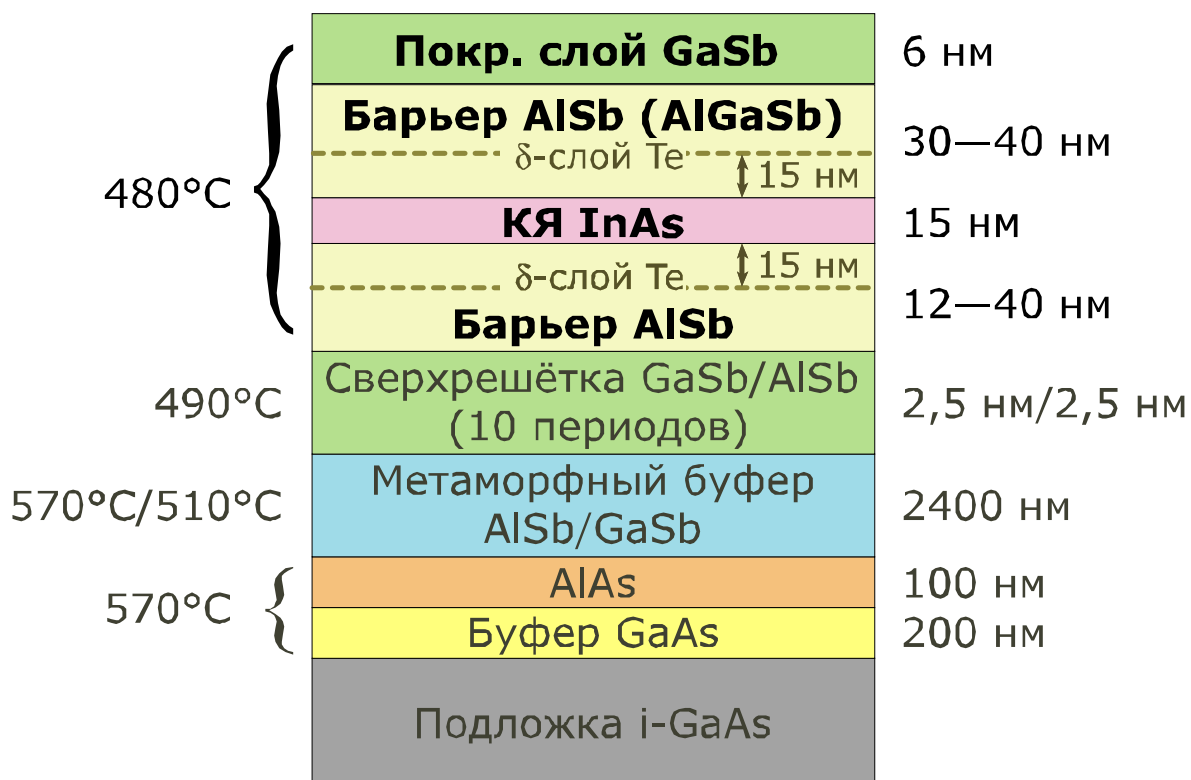 Покр. слой GaSb
6 нм
Барьер AlSb (AlGaSb)
30—40 нм
δ-слой Te
15 нм
480°C
КЯ InAs
15 нм
15 нм
δ-слой Te
12—40 нм
Барьер AlSb
Сверхрешётка GaSb/AlSb
(10 периодов)
490°C
2,5 нм/2,5 нм
Метаморфный буфер
AlSb/GaSb
570°C/510°C
2400 нм
AlAs
100 нм
570°C
Буфер GaAs
200 нм
Подложка i-GaAs